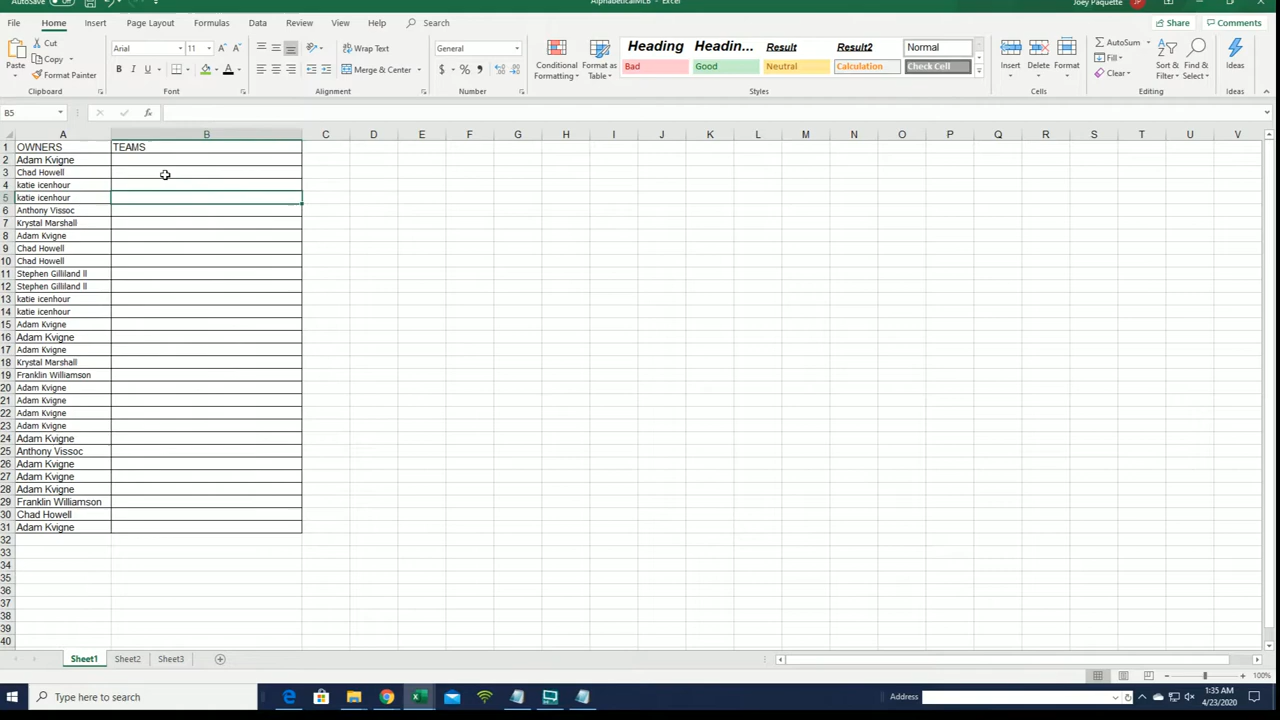 AutoSave Off AlphabeticalMLB - Excel Joey Paquette JP
File Home Insert Page Layout Formulas Data Review View Help Search Share Comments
Paste Cut Copy Format Painter Clipboard
Arial 11 B I U A Font
Wrap Text Merge & Center Alignment
General $ % , Number
Conditional Formatting Format as Table
Heading Headin... Result Result2 Normal
Bad Good Neutral Calculation Check Cell
Styles
Insert Delete Format Cells
AutoSum Fill Clear Sort & Filter Find & Select Editing
Ideas Ideas
B5 fx
A B C D E F G H I J K L M N O P Q R S T U V
1 OWNERS TEAMS
2 Adam Kvigne
3 Chad Howell
4 katie icenhour
5 katie icenhour
6 Anthony Vissoc
7 Krystal Marshall
8 Adam Kvigne
9 Chad Howell
10 Chad Howell
11 Stephen Gilliland ll
12 Stephen Gilliland ll
13 katie icenhour
14 katie icenhour
15 Adam Kvigne
16 Adam Kvigne
17 Adam Kvigne
18 Krystal Marshall
19 Franklin Williamson
20 Adam Kvigne
21 Adam Kvigne
22 Adam Kvigne
23 Adam Kvigne
24 Adam Kvigne
25 Anthony Vissoc
26 Adam Kvigne
27 Adam Kvigne
28 Adam Kvigne
29 Franklin Williamson
30 Chad Howell
31 Adam Kvigne
32
33
34
35
36
37
38
39
40
Sheet1 Sheet2 Sheet3
100%
Type here to search Address 1:35 AM
4/23/2020